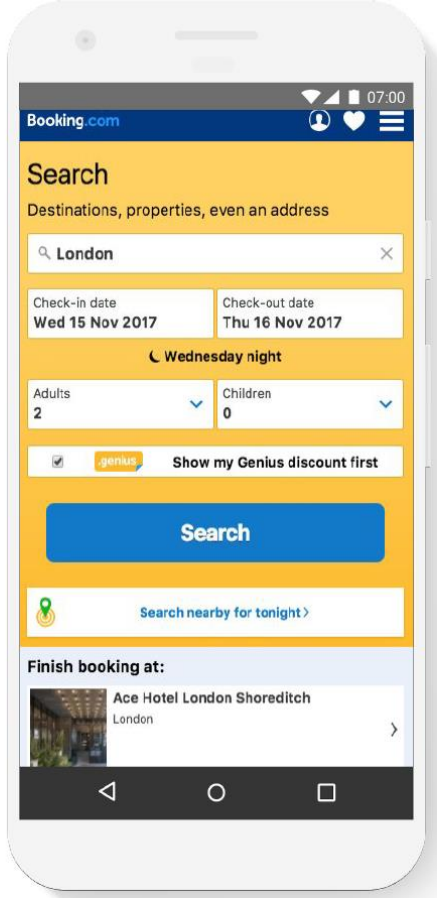 07:00
Booking.com
Search
Destinations, properties, even an address
London
Check-in date
Wed 15 Nov 2017
Check-out date
Thu 16 Nov 2017
Wednesday night
Adults
2
Children
0
.genius. Show my Genius discount first
Search
Search nearby for tonight
Finish booking at:
Ace Hotel London Shoreditch
London